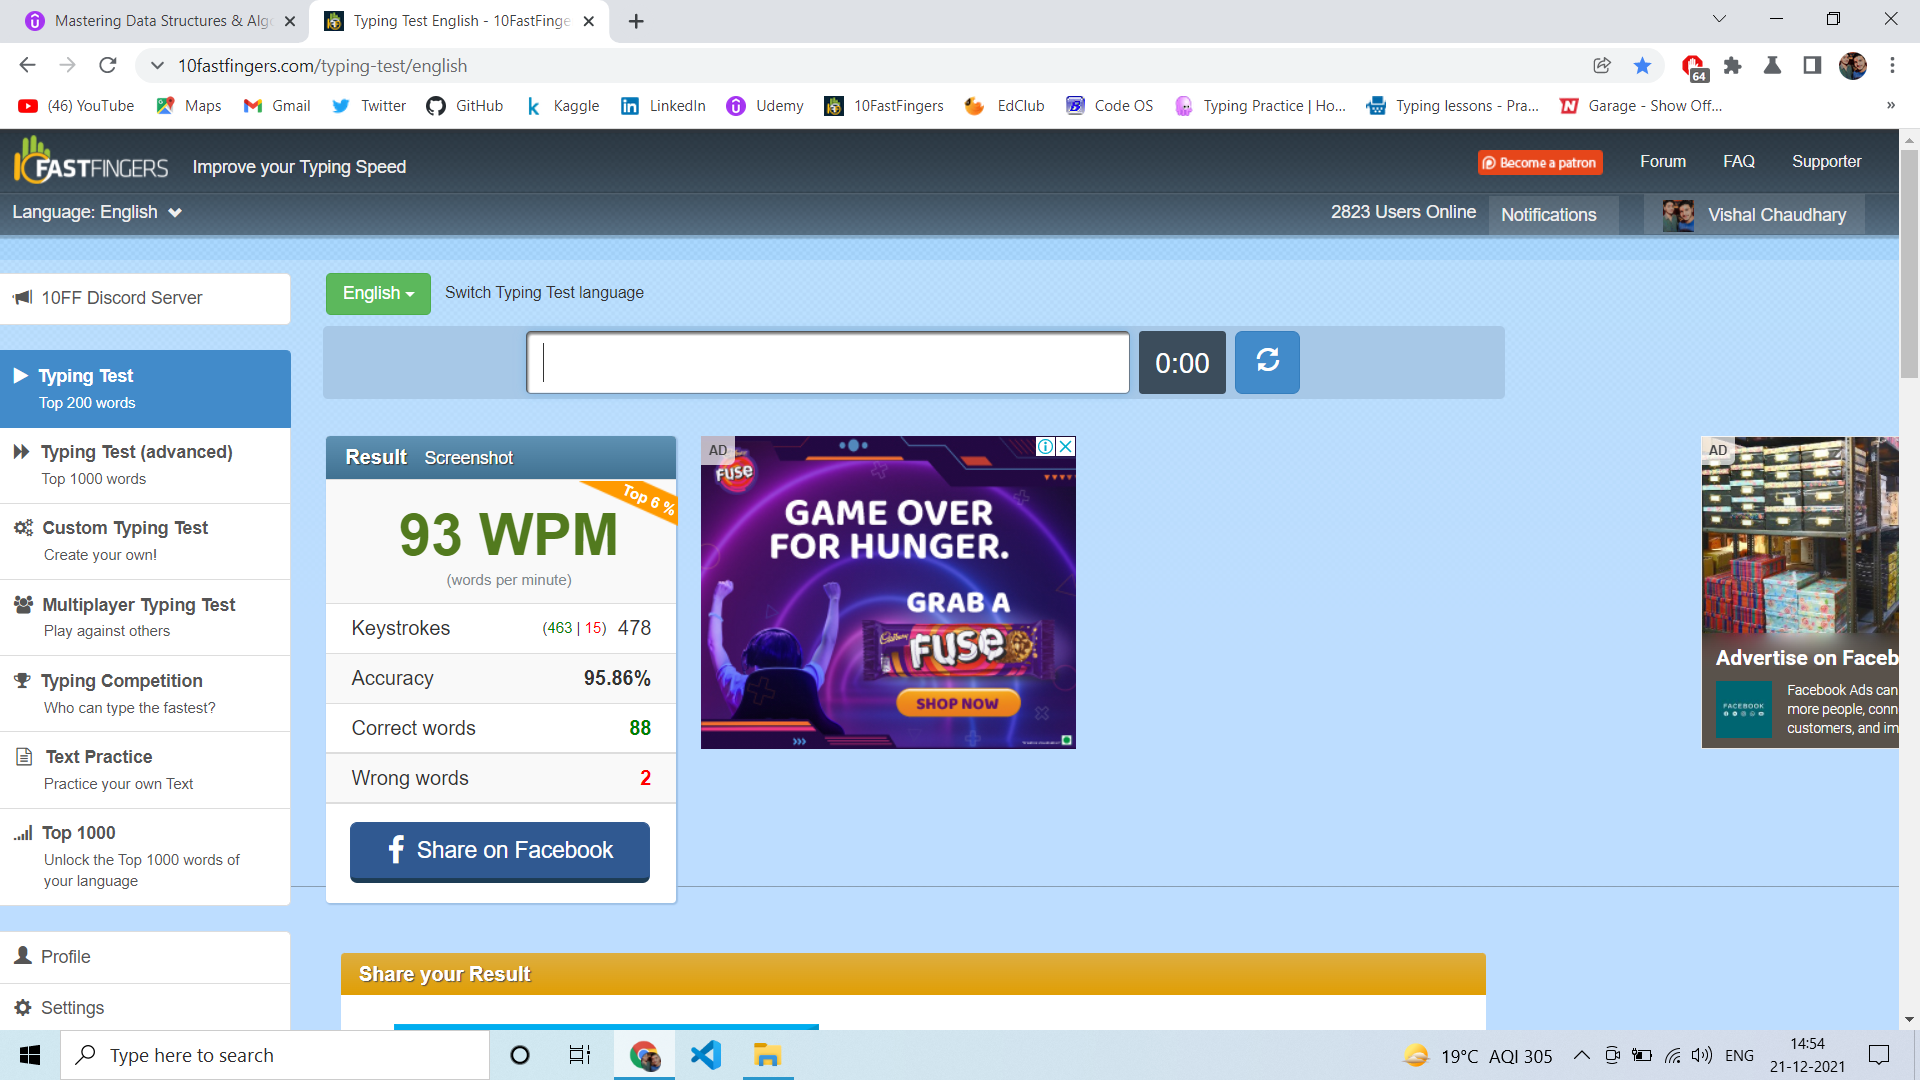 Mastering Data Structures & Alg
Typing Test English - 10FastFinge
10fastfingers.com/typing-test/english
64
(46) YouTube
Maps
Gmail
Twitter
GitHub
Kaggle
LinkedIn
Udemy
10FastFingers
EdClub
Code OS
Typing Practice | Ho...
Typing lessons - Pra...
Garage - Show Off...
FASTFINGERS
Improve your Typing Speed
Become a patron
Forum
FAQ
Supporter
Language: English
2823 Users Online
Notifications
Vishal Chaudhary
10FF Discord Server
English
Switch Typing Test language
0:00
Typing Test
Top 200 words
Typing Test (advanced)
Top 1000 words
Custom Typing Test
Create your own!
Multiplayer Typing Test
Play against others
Typing Competition
Who can type the fastest?
Text Practice
Practice your own Text
Top 1000
Unlock the Top 1000 words of
your language
Profile
Settings
Result Screenshot
Top 6 %
93 WPM
(words per minute)
Keystrokes (463 | 15) 478
Accuracy 95.86%
Correct words 88
Wrong words 2
Share on Facebook
AD
FUSE
GAME OVER
FOR HUNGER.
GRAB A
Cadbury
FUSE
SHOP NOW
AD
Advertise on Faceb
FACEBOOK
Facebook Ads can
more people, conn
customers, and im
Share your Result
Type here to search
19°C AQI 305
ENG
14:54
21-12-2021